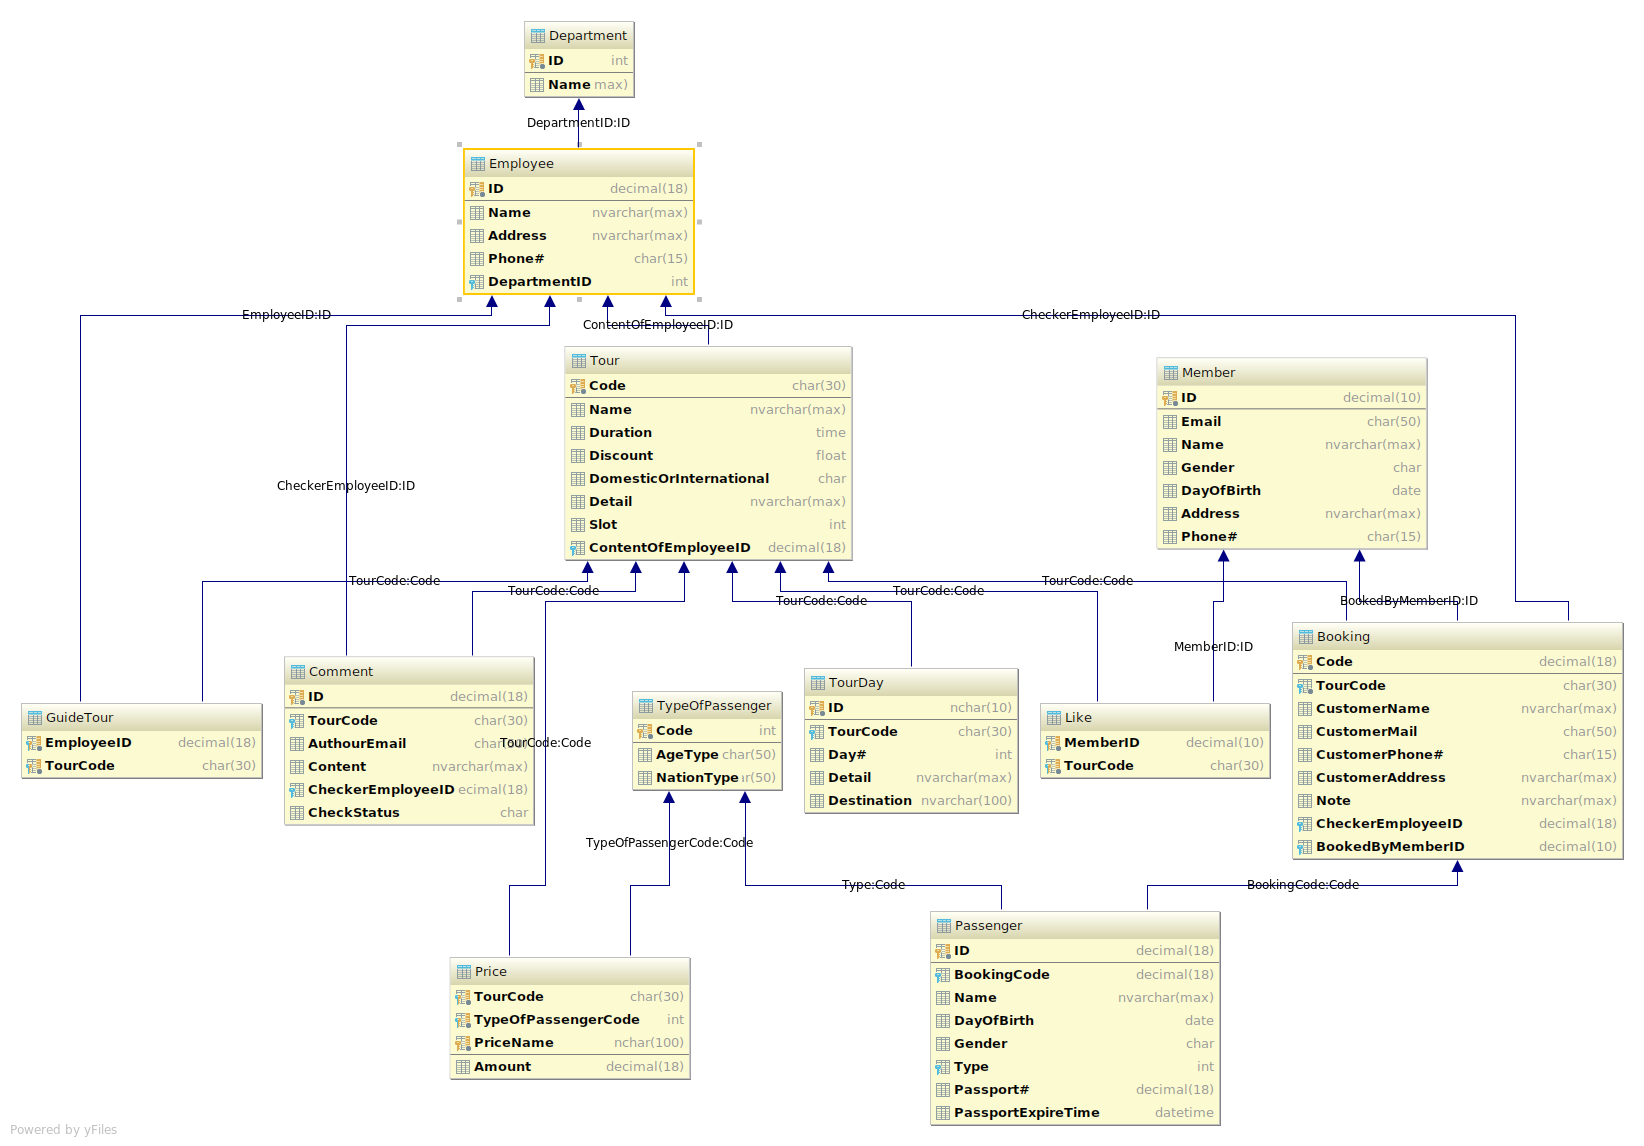 Department
ID int
Name max)
DepartmentID:ID
Employee
ID decimal(18)
Name nvarchar(max)
Address nvarchar(max)
Phone# char(15)
DepartmentID int
EmployeeID:ID
ContentOfEmployeeID:ID
CheckerEmployeeID:ID
CheckerEmployeeID:ID
Tour
Code char(30)
Name nvarchar(max)
Duration time
Discount float
DomesticOrInternational char
Detail nvarchar(max)
Slot int
ContentOfEmployeeID decimal(18)
Member
ID decimal(10)
Email char(50)
Name nvarchar(max)
Gender char
DayOfBirth date
Address nvarchar(max)
Phone# char(15)
TourCode:Code
TourCode:Code
TourCode:Code
TourCode:Code
TourCode:Code
BookedByMemberID:ID
MemberID:ID
GuideTour
EmployeeID decimal(18)
TourCode char(30)
Comment
ID decimal(18)
TourCode char(30)
AuthourEmail
Content nvarchar(max)
CheckerEmployeeID ecimal(18)
CheckStatus char
TourCode:Code
TypeOfPassenger
Code int
AgeType char(50)
NationType ır(50)
TourDay
ID nchar(10)
TourCode char(30)
Day# int
Detail nvarchar(max)
Destination nvarchar(100)
Like
MemberID decimal(10)
TourCode char(30)
Booking
Code decimal(18)
TourCode char(30)
CustomerName nvarchar(max)
CustomerMail char(50)
CustomerPhone# char(15)
CustomerAddress nvarchar(max)
Note nvarchar(max)
CheckerEmployeeID decimal(18)
BookedByMemberID decimal(10)
TypeOfPassengerCode:Code
Type:Code
BookingCode:Code
Price
TourCode char(30)
TypeOfPassengerCode int
PriceName nchar(100)
Amount decimal(18)
Passenger
ID decimal(18)
BookingCode decimal(18)
Name nvarchar(max)
DayOfBirth date
Gender char
Type int
Passport# decimal(18)
PassportExpireTime datetime
Powered by yFiles